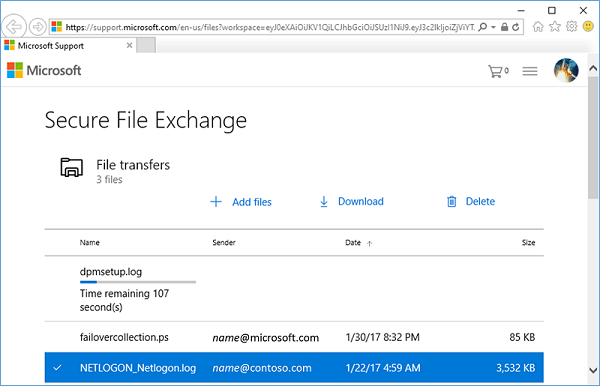 https://support.microsoft.com/en-us/files?workspace=eyJ0eXAiOiJKV1QiLCJhbGciOiJSUzI1NiJ9.eyJ3c2lkIjoiZjViYT.
Microsoft Support
Microsoft
0
Secure File Exchange
File transfers
3 files
Add files Download Delete
Name Sender Date Size
dpmsetup.log
Time remaining 107
second(s)
failovercollection.ps name@microsoft.com 1/30/17 8:32 PM 85 KB
NETLOGON_Netlogon.log name@contoso.com 1/22/17 4:59 AM 3,532 KB